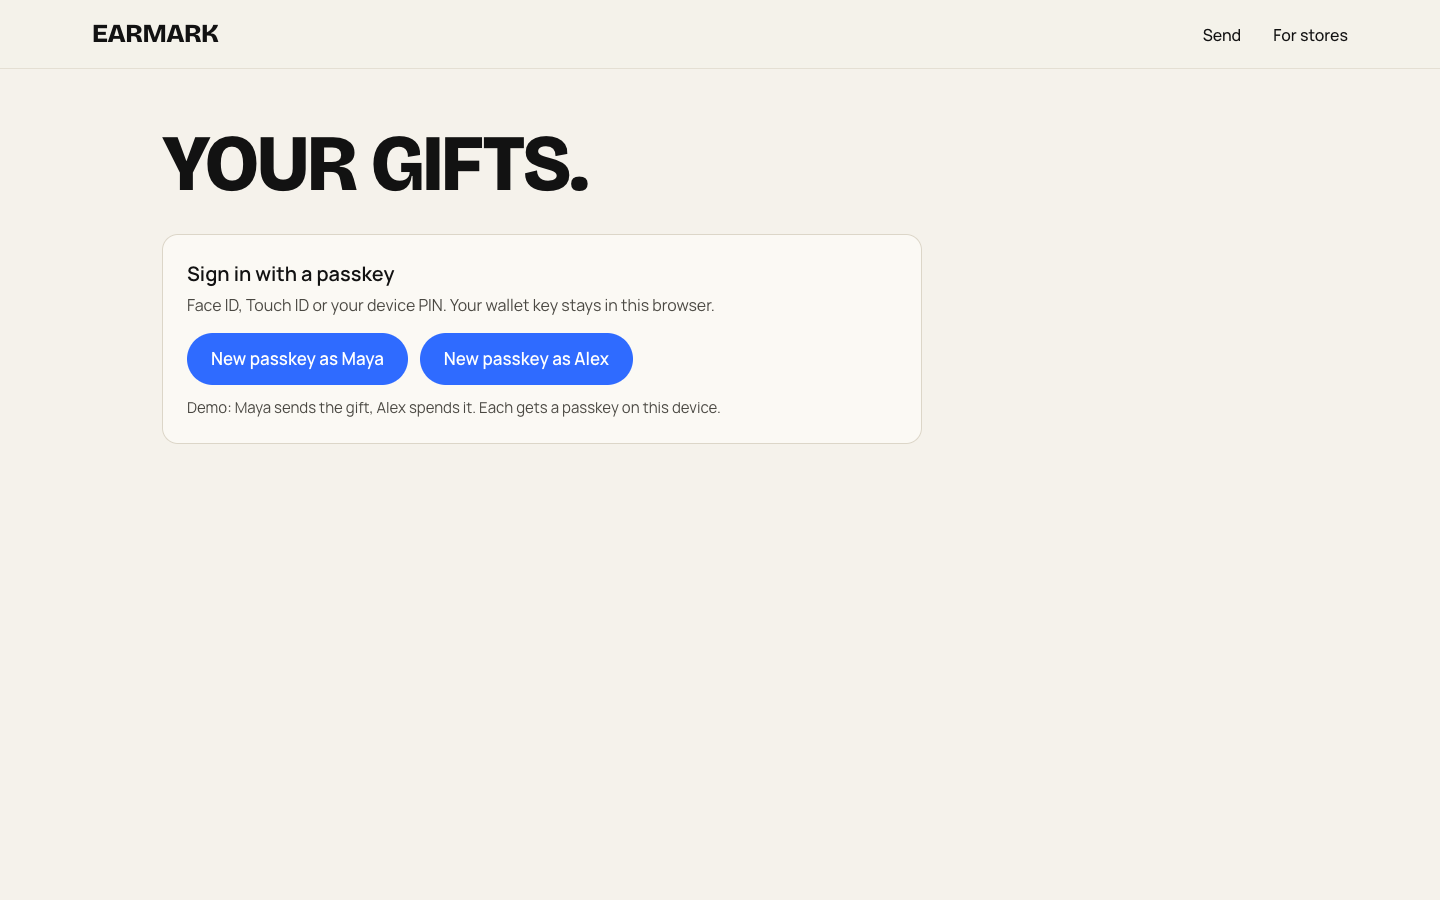 EARMARK
Send
For stores
YOUR GIFTS.
Sign in with a passkey
Face ID, Touch ID or your device PIN. Your wallet key stays in this browser.
New passkey as Maya
New passkey as Alex
Demo: Maya sends the gift, Alex spends it. Each gets a passkey on this device.